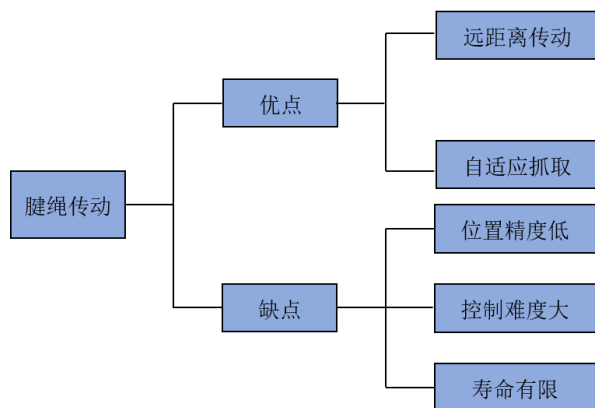 腱绳传动
优点
远距离传动
自适应抓取
缺点
位置精度低
控制难度大
寿命有限